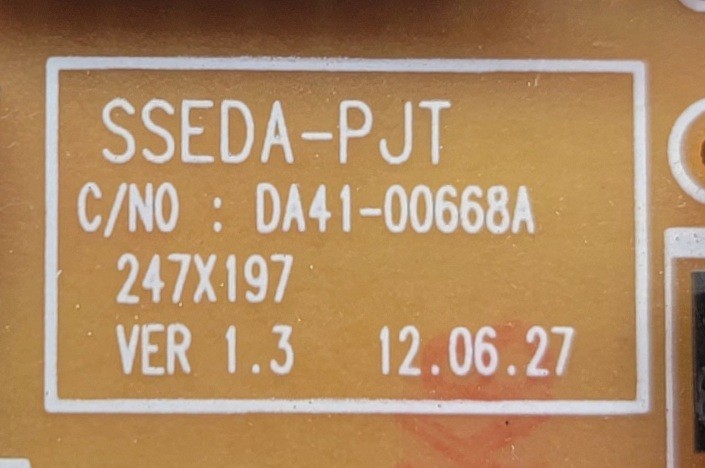 SSEDA-PJT
C/NO : DA41-00668A
247X197
VER 1.3 12.06.27